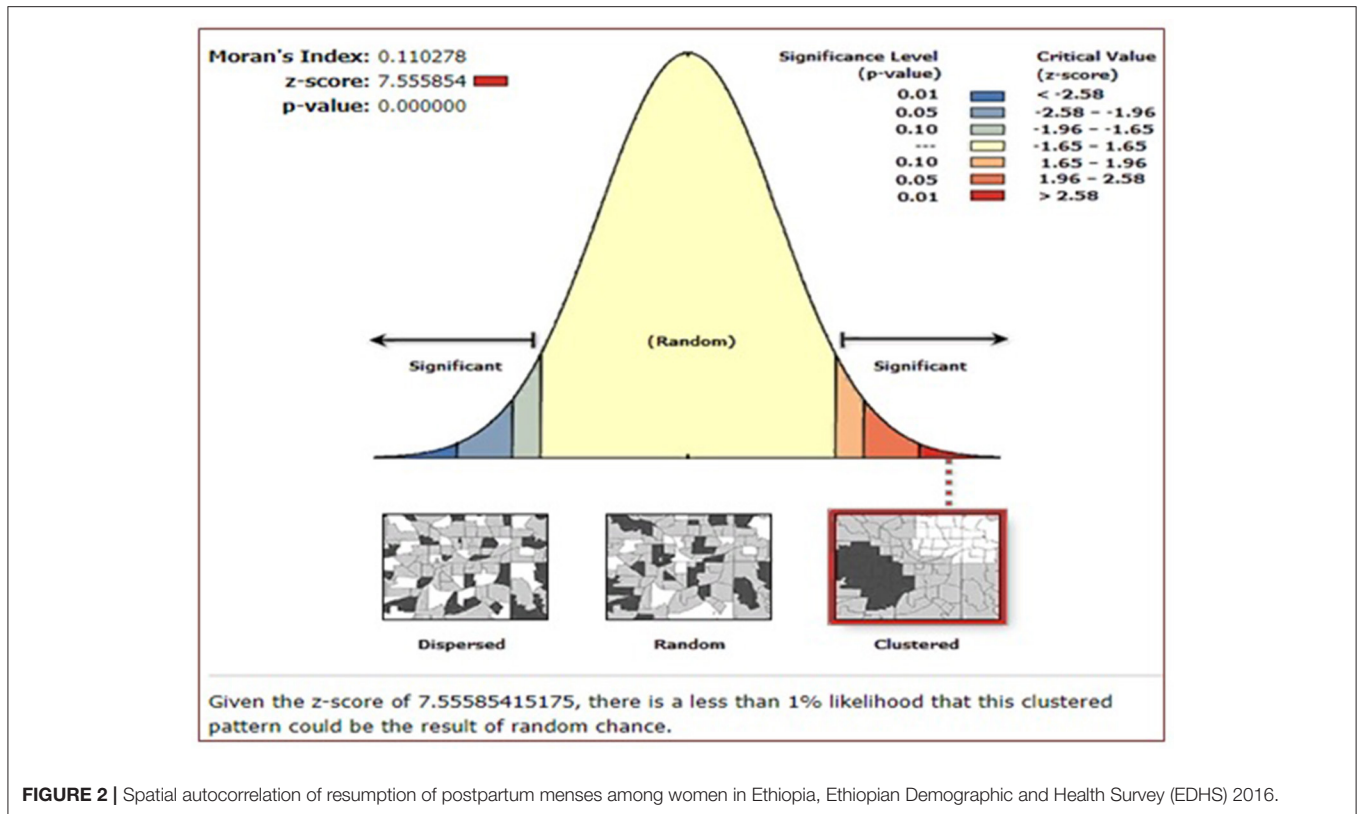 Moran's Index: 0.110278
z-score: 7.555854
p-value: 0.000000
Significance Level
(p-value)
Critical Value
(z-score)
0.01 < -2.58
0.05 -2.58 – -1.96
0.10 -1.96 – -1.65
--- -1.65 – 1.65
0.10 1.65 – 1.96
0.05 1.96 – 2.58
0.01 > 2.58
(Random)
Significant
Significant
Dispersed
Random
Clustered
Given the z-score of 7.55585415175, there is a less than 1% likelihood that this clustered
pattern could be the result of random chance.
FIGURE 2 | Spatial autocorrelation of resumption of postpartum menses among women in Ethiopia, Ethiopian Demographic and Health Survey (EDHS) 2016.